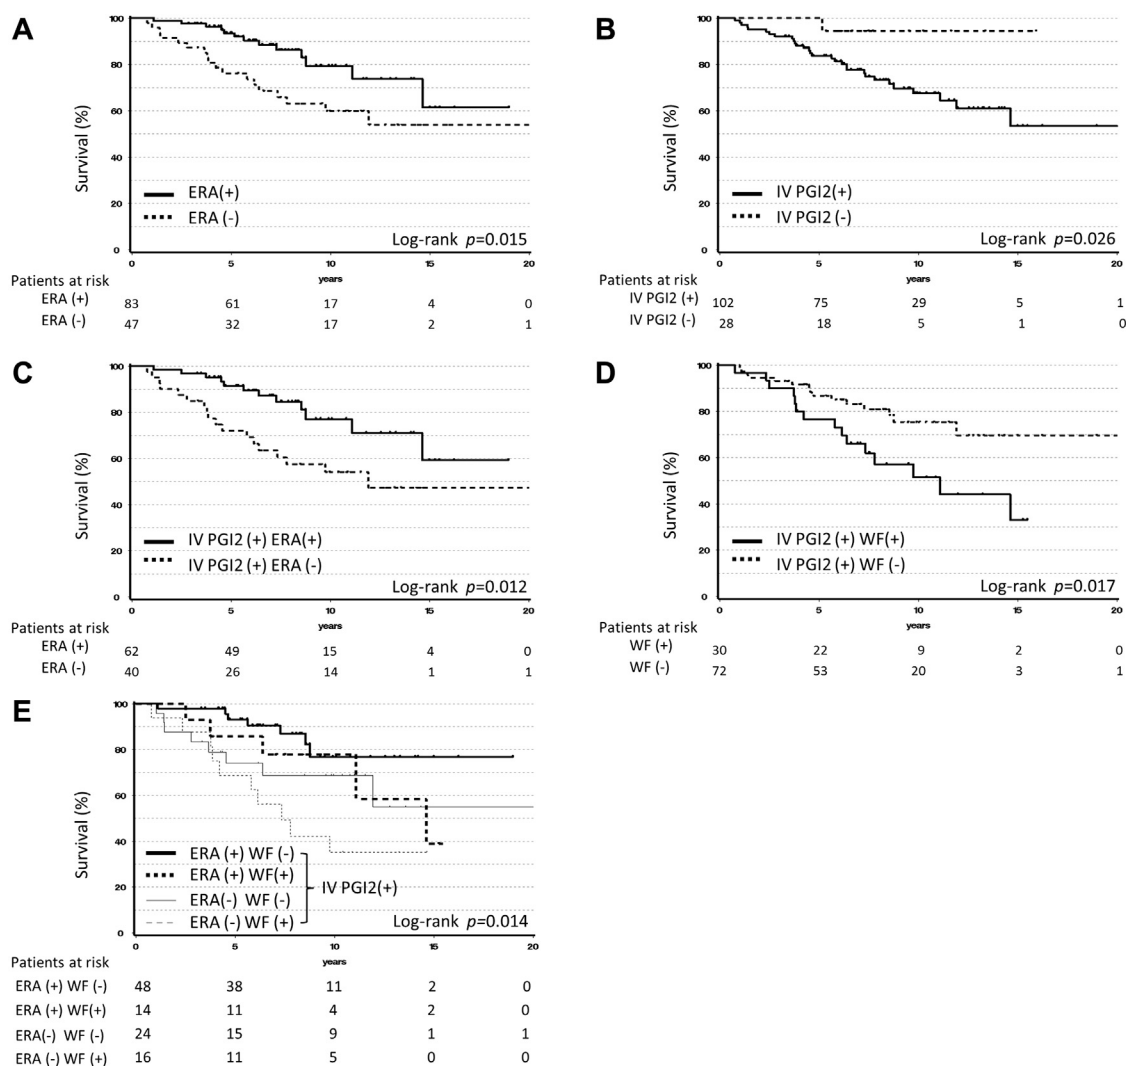 A
100
80
60
40
20
0
Survival (%)
ERA(+)
ERA (-)
Log-rank p=0.015
0 5 10 15 20
years
Patients at risk
ERA (+) 83 61 17 4 0
ERA (-) 47 32 17 2 1
B
100
80
60
40
20
0
Survival (%)
IV PGI2(+)
IV PGI2 (-)
Log-rank p=0.026
0 5 10 15 20
years
Patients at risk
IV PGI2 (+) 102 75 29 5 1
IV PGI2 (-) 28 18 5 1 0
C
100
80
60
40
20
0
Survival (%)
IV PGI2 (+) ERA(+)
IV PGI2 (+) ERA (-)
Log-rank p=0.012
0 5 10 15 20
years
Patients at risk
ERA (+) 62 49 15 4 0
ERA (-) 40 26 14 1 1
D
100
80
60
40
20
0
Survival (%)
IV PGI2 (+) WF(+)
IV PGI2 (+) WF (-)
Log-rank p=0.017
0 5 10 15 20
years
Patients at risk
WF (+) 30 22 9 2 0
WF (-) 72 53 20 3 1
E
100
80
60
40
20
0
Survival (%)
ERA (+) WF (-)
ERA (+) WF(+)
ERA(-) WF (-)
ERA (-) WF (+)
IV PGI2(+)
Log-rank p=0.014
0 5 10 15 20
years
Patients at risk
ERA (+) WF (-) 48 38 11 2 0
ERA (+) WF(+) 14 11 4 2 0
ERA(-) WF (-) 24 15 9 1 1
ERA (-) WF (+) 16 11 5 0 0